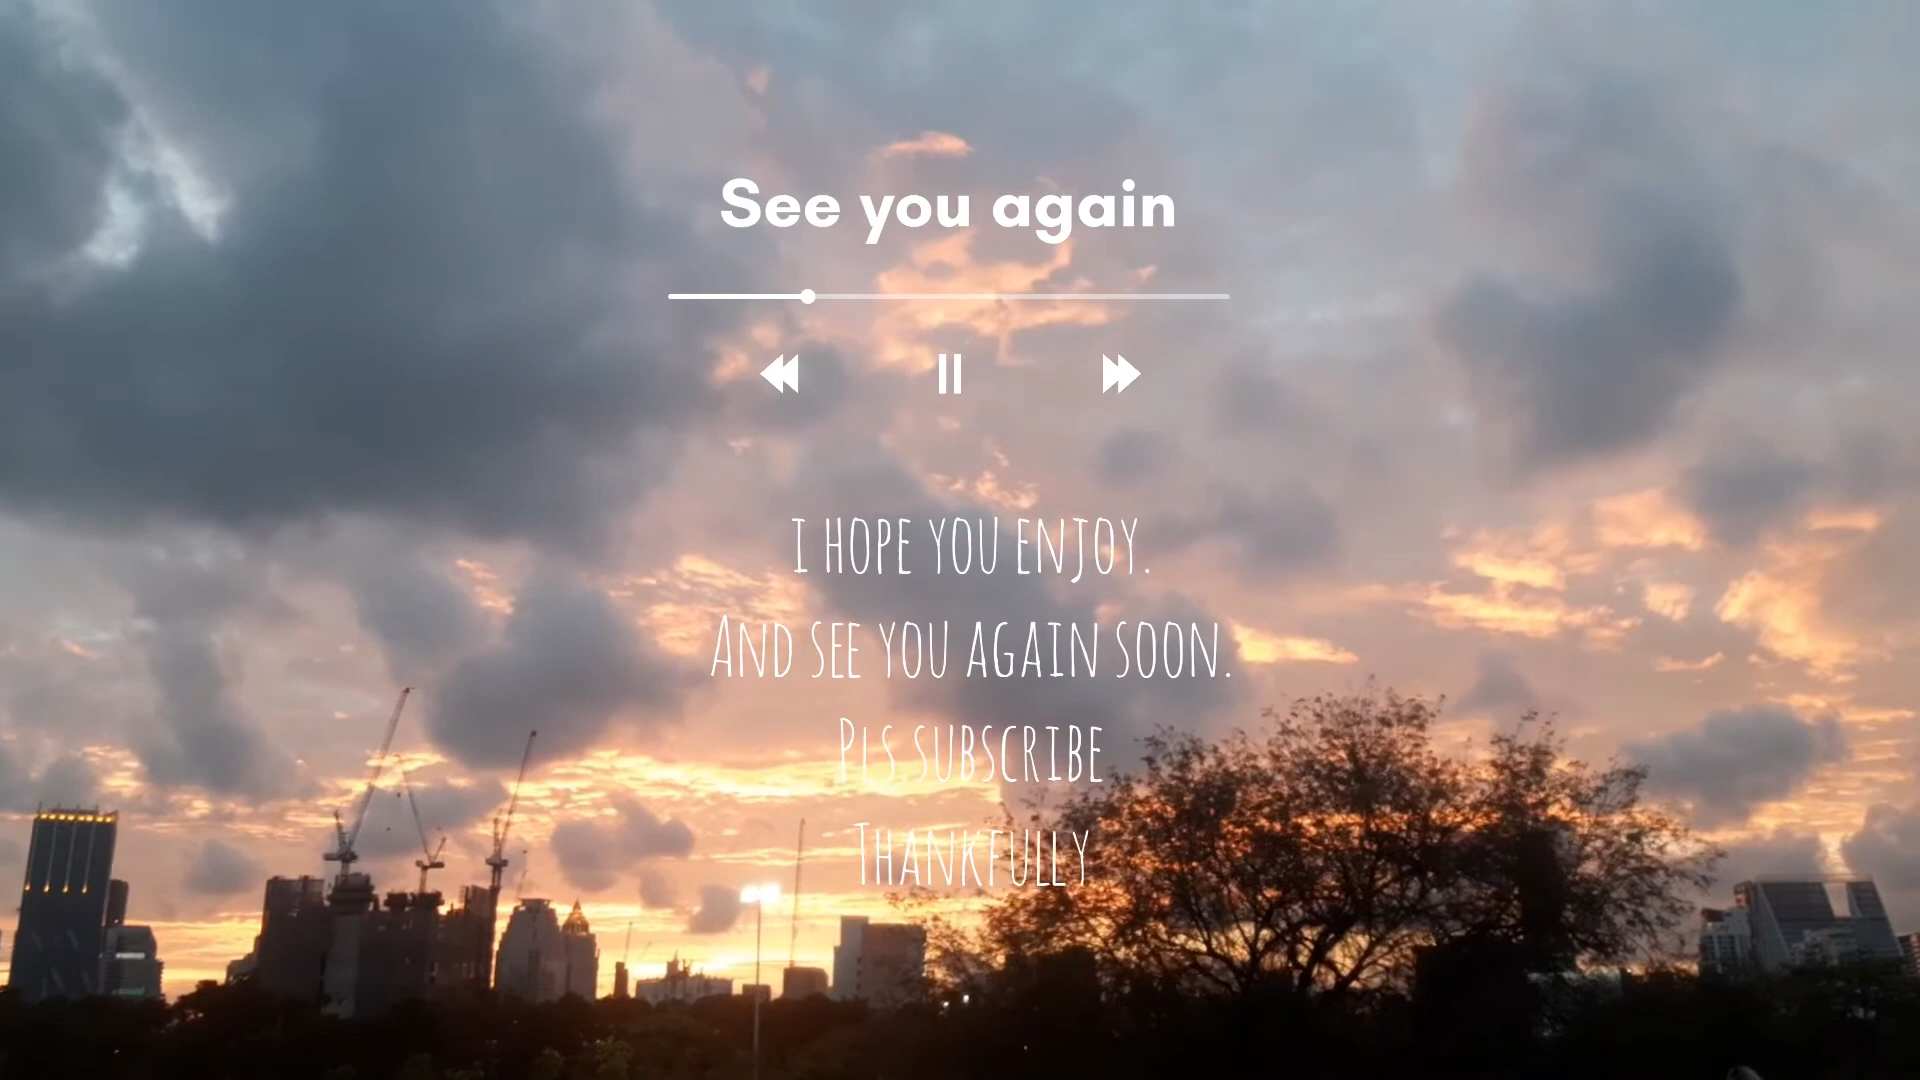 See you again
I HOPE YOU ENJOY.
AND SEE YOU AGAIN SOON.
PLS SUBSCRIBE
THANKFULLY